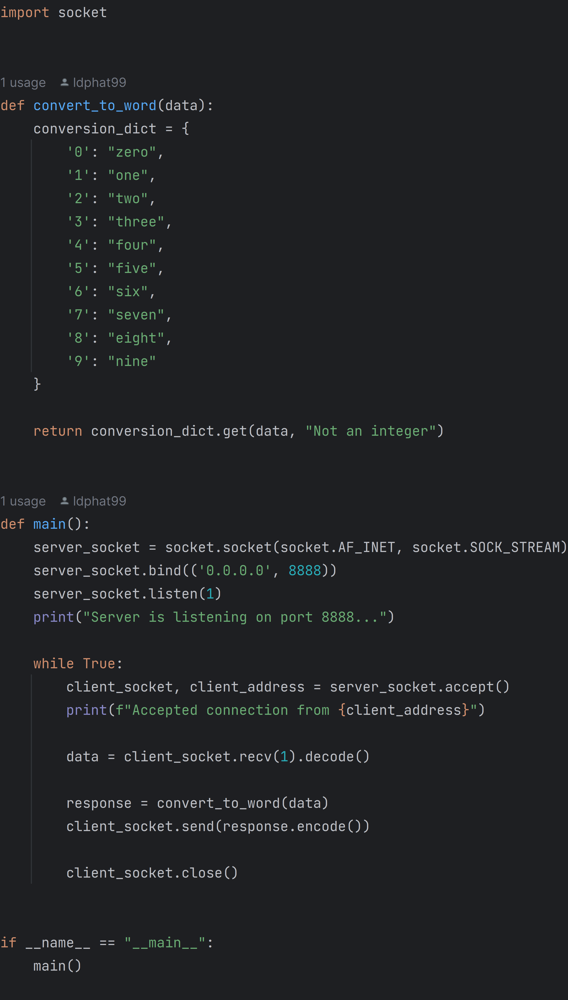 import socket
1 usage ldphat99
def convert_to_word(data):
    conversion_dict = {
        '0': "zero",
        '1': "one",
        '2': "two",
        '3': "three",
        '4': "four",
        '5': "five",
        '6': "six",
        '7': "seven",
        '8': "eight",
        '9': "nine"
    }
    return conversion_dict.get(data, "Not an integer")
1 usage ldphat99
def main():
    server_socket = socket.socket(socket.AF_INET, socket.SOCK_STREAM)
    server_socket.bind(('0.0.0.0', 8888))
    server_socket.listen(1)
    print("Server is listening on port 8888...")
    while True:
        client_socket, client_address = server_socket.accept()
        print(f"Accepted connection from {client_address}")
        data = client_socket.recv(1).decode()
        response = convert_to_word(data)
        client_socket.send(response.encode())
        client_socket.close()
if __name__ == "__main__":
    main()